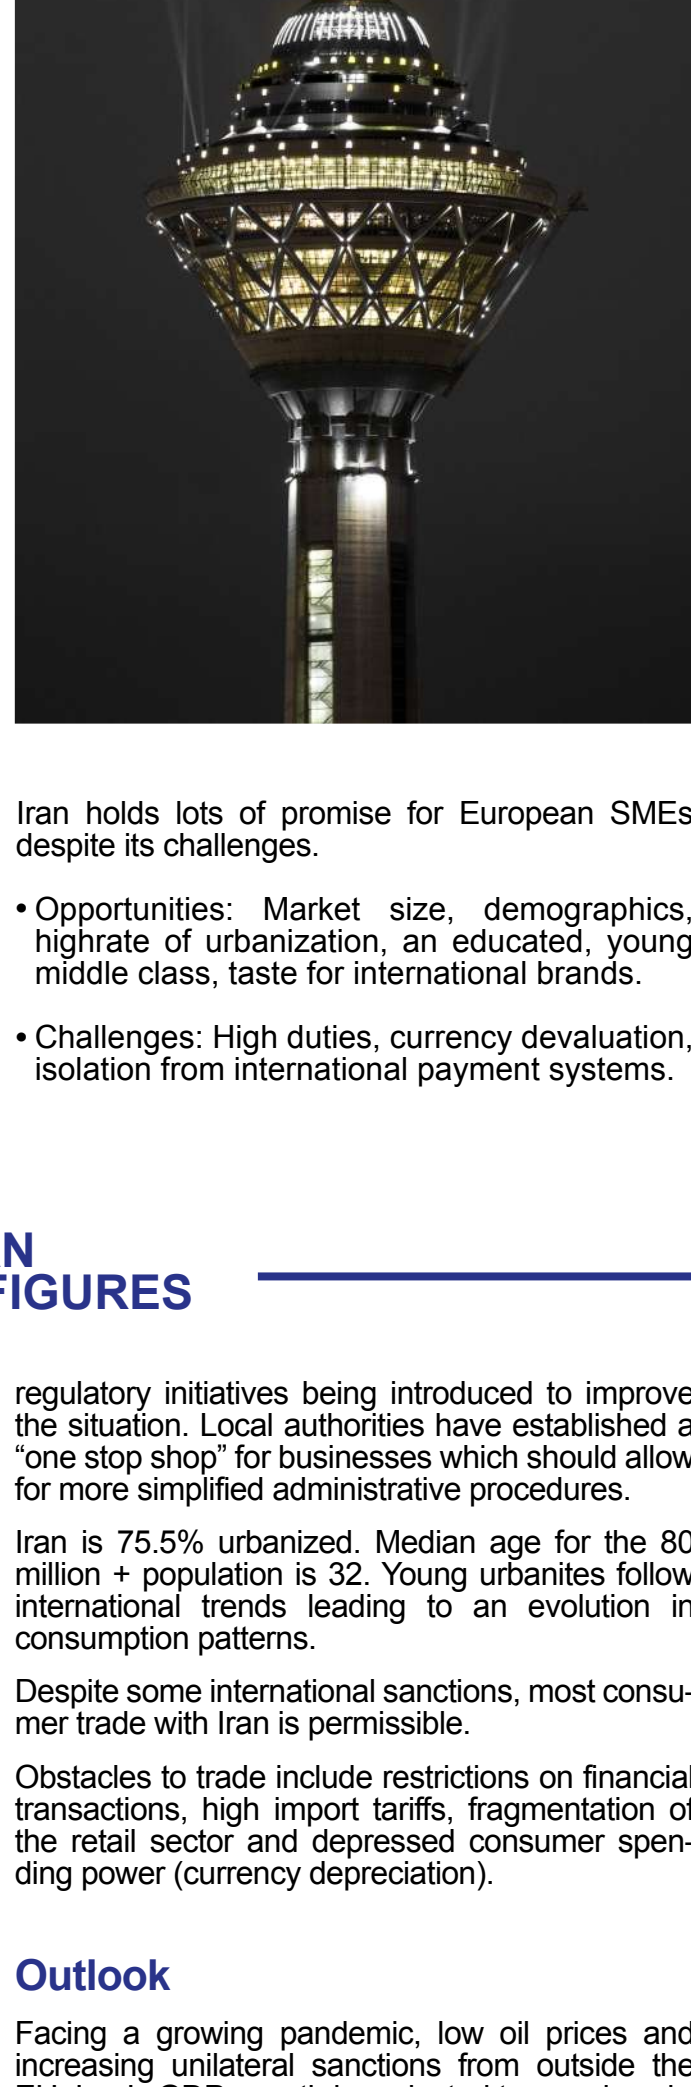 Iran holds lots of promise for European SMEs
despite its challenges.
• Opportunities: Market size, demographics,
highrate of urbanization, an educated, young
middle class, taste for international brands.
• Challenges: High duties, currency devaluation,
isolation from international payment systems.
AN
FIGURES
regulatory initiatives being introduced to improve
the situation. Local authorities have established a
“one stop shop” for businesses which should allow
for more simplified administrative procedures.
Iran is 75.5% urbanized. Median age for the 80
million + population is 32. Young urbanites follow
international trends leading to an evolution in
consumption patterns.
Despite some international sanctions, most consu-
mer trade with Iran is permissible.
Obstacles to trade include restrictions on financial
transactions, high import tariffs, fragmentation of
the retail sector and depressed consumer spen-
ding power (currency depreciation).
Outlook
Facing a growing pandemic, low oil prices and
increasing unilateral sanctions from outside the